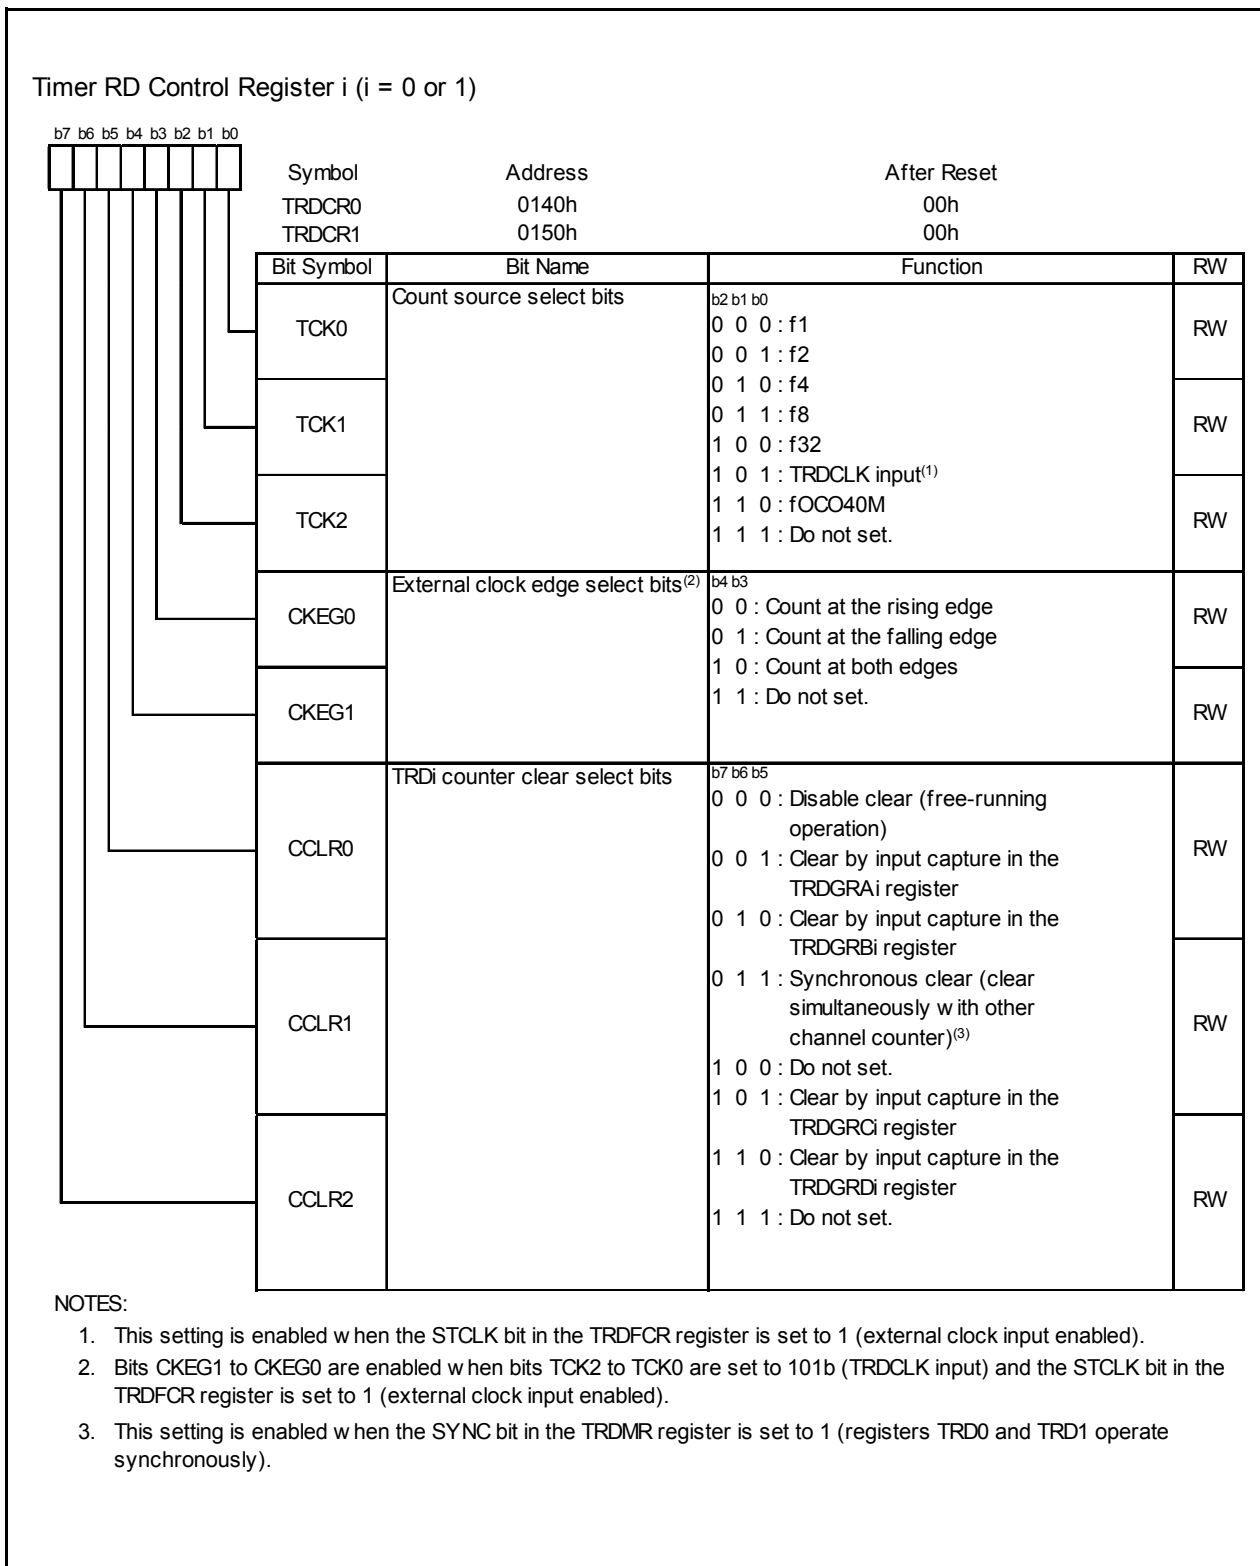 Timer RD Control Register i (i = 0 or 1)
b7 b6 b5 b4 b3 b2 b1 b0
Symbol Address After Reset
TRDCR0 0140h 00h
TRDCR1 0150h 00h
Bit Symbol Bit Name Function RW
TCK0 Count source select bits b2 b1 b0 RW
0 0 0 : f1
0 0 1 : f2
0 1 0 : f4
TCK1 0 1 1 : f8 RW
1 0 0 : f32
1 0 1 : TRDCLK input(1)
TCK2 1 1 0 : fOCO40M RW
1 1 1 : Do not set.
CKEG0 External clock edge select bits(2) b4 b3 RW
0 0 : Count at the rising edge
0 1 : Count at the falling edge
1 0 : Count at both edges
CKEG1 1 1 : Do not set. RW
TRDi counter clear select bits b7 b6 b5
0 0 0 : Disable clear (free-running
operation)
CCLR0 0 0 1 : Clear by input capture in the RW
TRDGRAi register
0 1 0 : Clear by input capture in the
TRDGRBi register
0 1 1 : Synchronous clear (clear
simultaneously with other
CCLR1 channel counter)(3) RW
1 0 0 : Do not set.
1 0 1 : Clear by input capture in the
TRDGRCi register
1 1 0 : Clear by input capture in the
TRDGRDi register
CCLR2 1 1 1 : Do not set. RW
NOTES:
1. This setting is enabled when the STCLK bit in the TRDFCR register is set to 1 (external clock input enabled).
2. Bits CKEG1 to CKEG0 are enabled when bits TCK2 to TCK0 are set to 101b (TRDCLK input) and the STCLK bit in the
TRDFCR register is set to 1 (external clock input enabled).
3. This setting is enabled when the SYNC bit in the TRDMR register is set to 1 (registers TRD0 and TRD1 operate
synchronously).